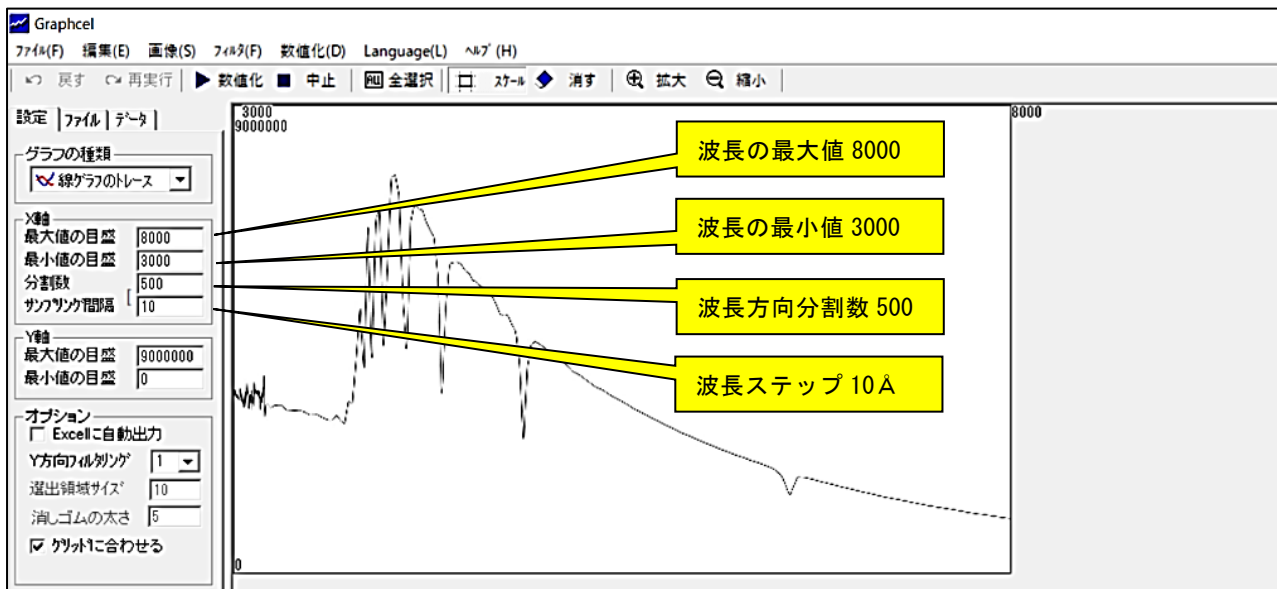 Graphcel
ファイル(F) 編集(E) 画像(S) フィルタ(F) 数値化(D) Language(L) ヘルプ(H)
戻す 再実行 数値化 中止 ALL 全選択 スケール 消す 拡大 縮小
設定 ファイル データ
グラフの種類
線グラフのトレース
X軸
最大値の目盛 8000
最小値の目盛 3000
分割数 500
サンプリング間隔 10
Y軸
最大値の目盛 9000000
最小値の目盛 0
オプション
Excelに自動出力
Y方向フィルタリング 1
選出領域サイズ 10
消しゴムの太さ 5
グリッドに合わせる
3000
8000
9000000
0
波長の最大値 8000
波長の最小値 3000
波長方向分割数 500
波長ステップ 10Å